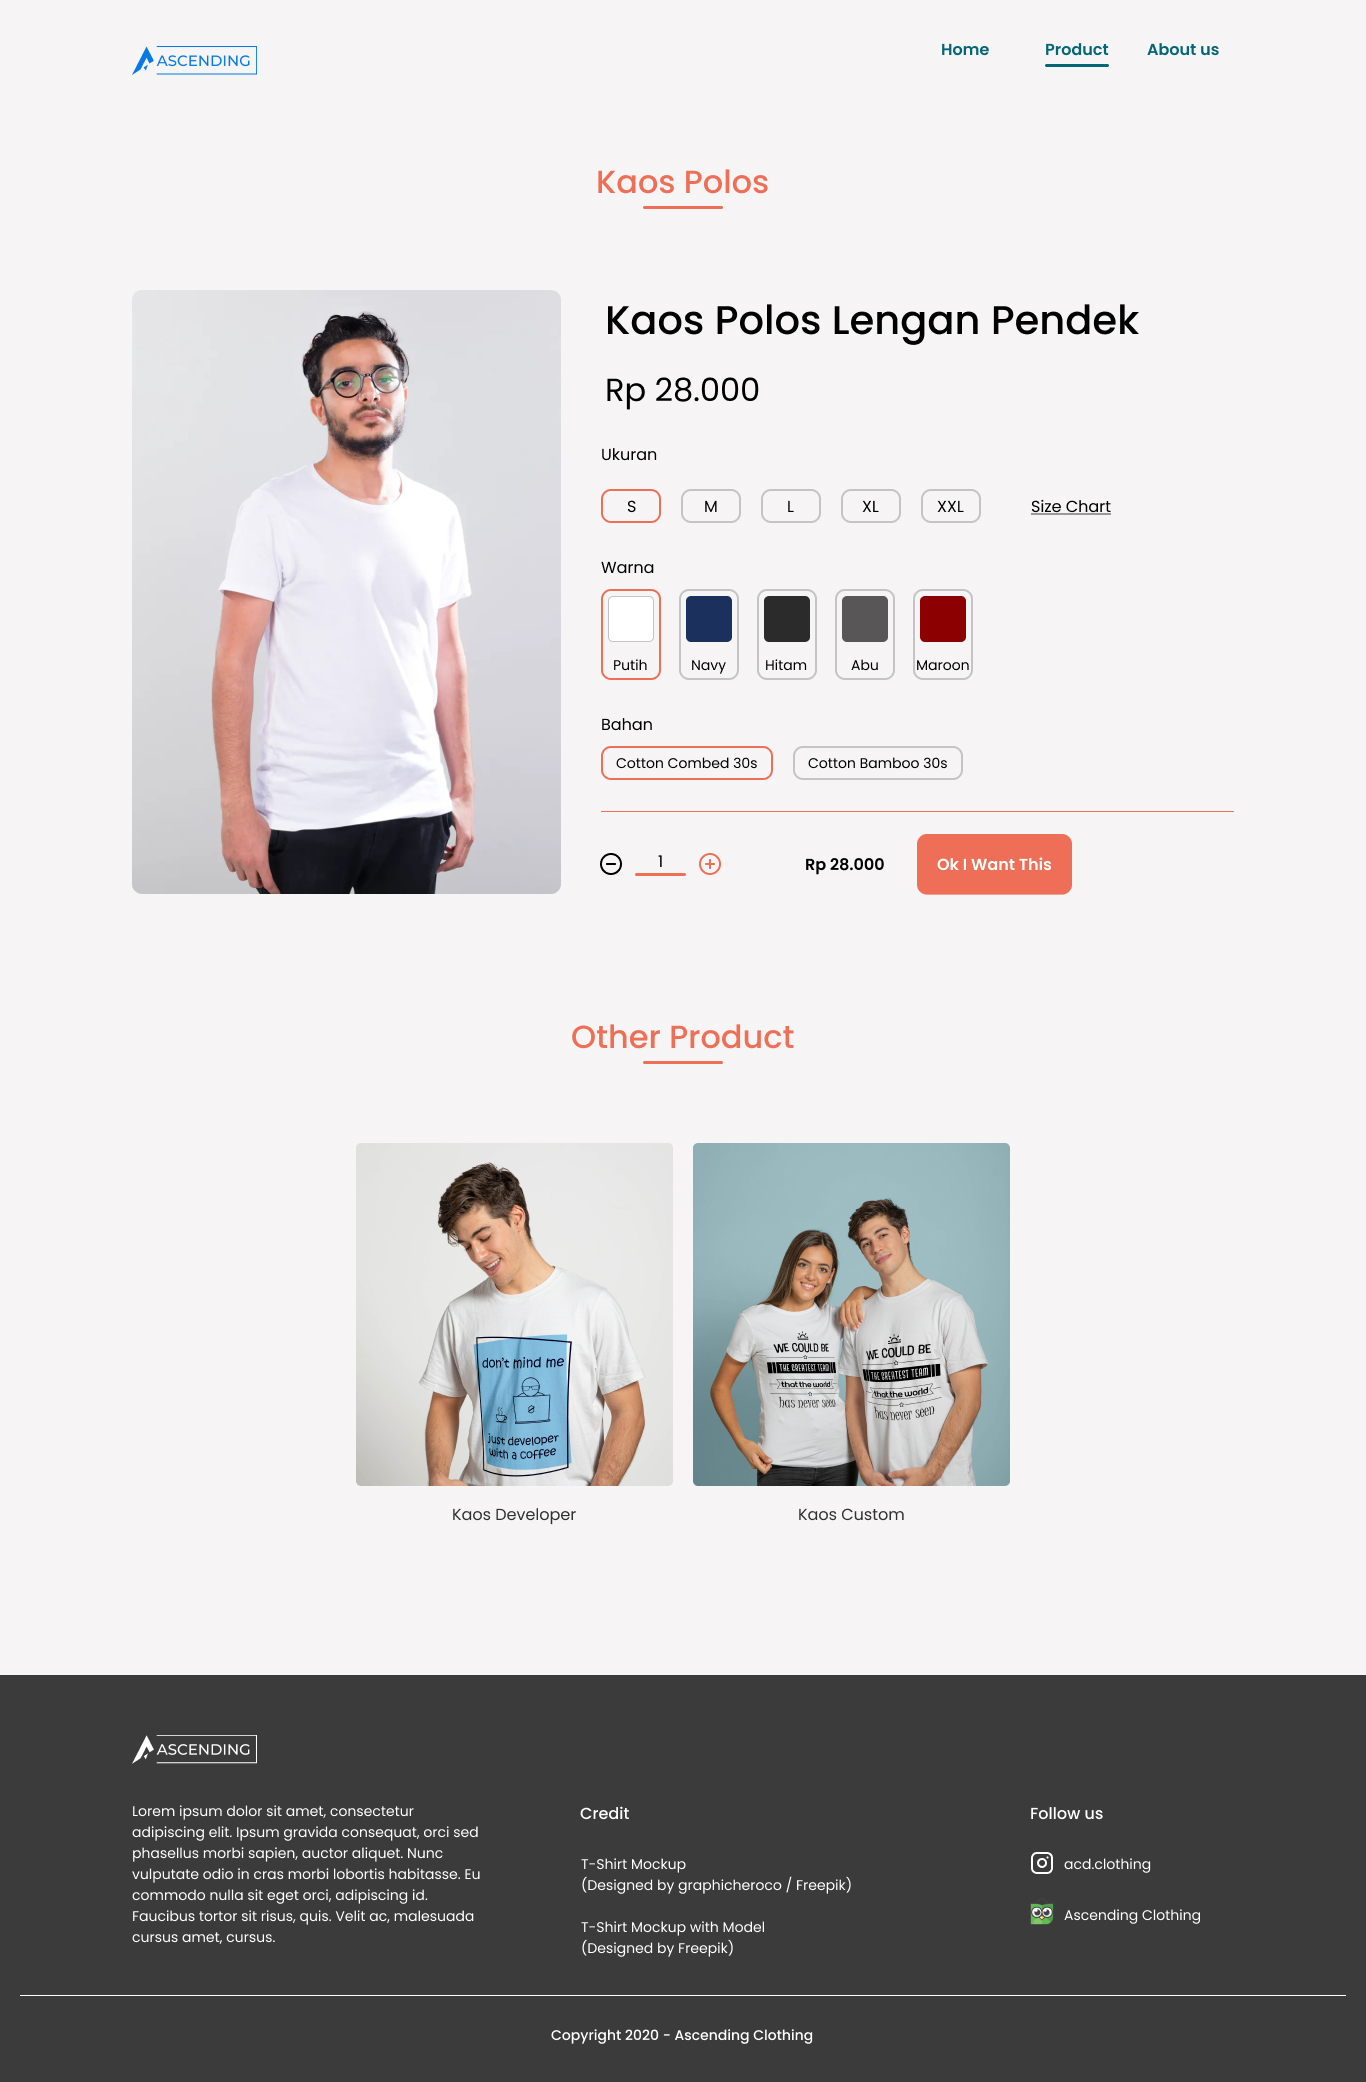 ASCENDING
Home Product About us
Kaos Polos
Kaos Polos Lengan Pendek
Rp 28.000
Ukuran
S M L XL XXL Size Chart
Warna
Putih Navy Hitam Abu Maroon
Bahan
Cotton Combed 30s Cotton Bamboo 30s
1 Rp 28.000 Ok I Want This
Other Product
don't mind me
just developer
with a coffee
WE COULD BE
THE GREATEST TEAM
that the world
has never seen
WE COULD BE
THE GREATEST TEAM
that the world
has never seen
Kaos Developer
Kaos Custom
ASCENDING
Lorem ipsum dolor sit amet, consectetur
adipiscing elit. Ipsum gravida consequat, orci sed
phasellus morbi sapien, auctor aliquet. Nunc
vulputate odio in cras morbi lobortis habitasse. Eu
commodo nulla sit eget orci, adipiscing id.
Faucibus tortor sit risus, quis. Velit ac, malesuada
cursus amet, cursus.
Credit
T-Shirt Mockup
(Designed by graphicheroco / Freepik)
T-Shirt Mockup with Model
(Designed by Freepik)
Follow us
acd.clothing
Ascending Clothing
Copyright 2020 - Ascending Clothing